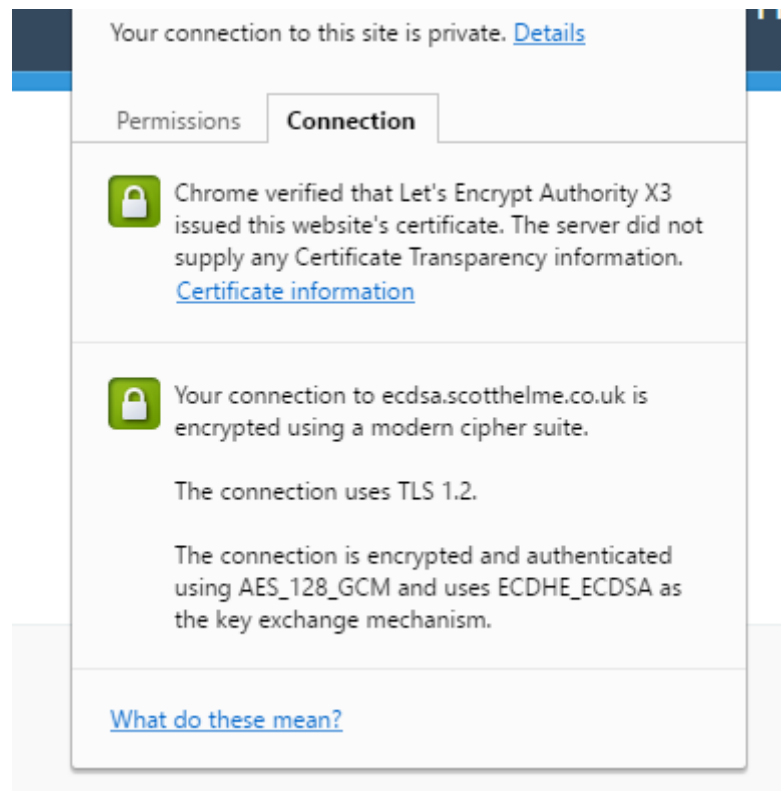 Your connection to this site is private. Details
Permissions Connection
Chrome verified that Let's Encrypt Authority X3
issued this website's certificate. The server did not
supply any Certificate Transparency information.
Certificate information
Your connection to ecdsa.scotthelme.co.uk is
encrypted using a modern cipher suite.
The connection uses TLS 1.2.
The connection is encrypted and authenticated
using AES_128_GCM and uses ECDHE_ECDSA as
the key exchange mechanism.
What do these mean?